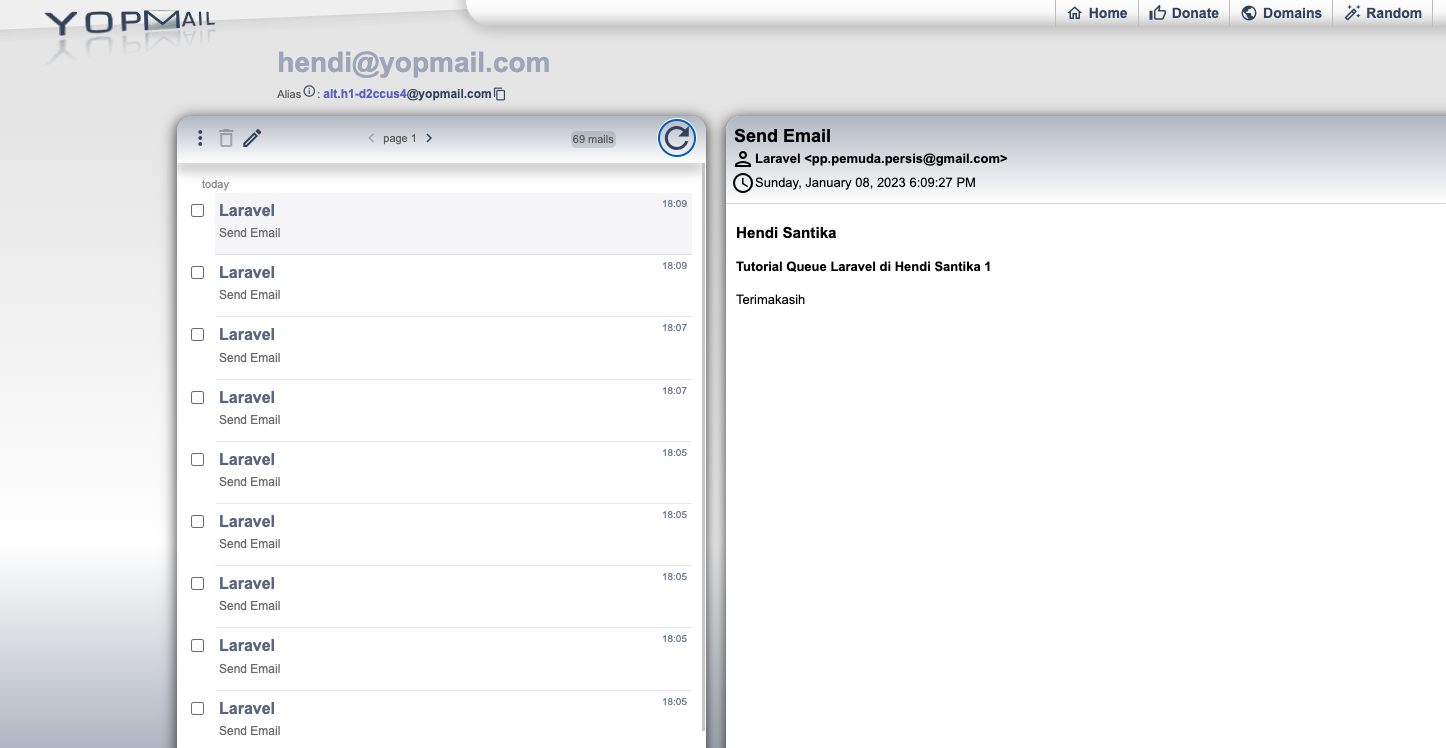 YOPMAIL
Home
Donate
Domains
Random
hendi@yopmail.com
Alias : alt.h1-d2ccus4@yopmail.com
page 1
69 mails
today
Laravel
18:09
Send Email
Laravel
18:09
Send Email
Laravel
18:07
Send Email
Laravel
18:07
Send Email
Laravel
18:05
Send Email
Laravel
18:05
Send Email
Laravel
18:05
Send Email
Laravel
18:05
Send Email
Laravel
18:05
Send Email
Send Email
Laravel <pp.pemuda.persis@gmail.com>
Sunday, January 08, 2023 6:09:27 PM
Hendi Santika
Tutorial Queue Laravel di Hendi Santika 1
Terimakasih